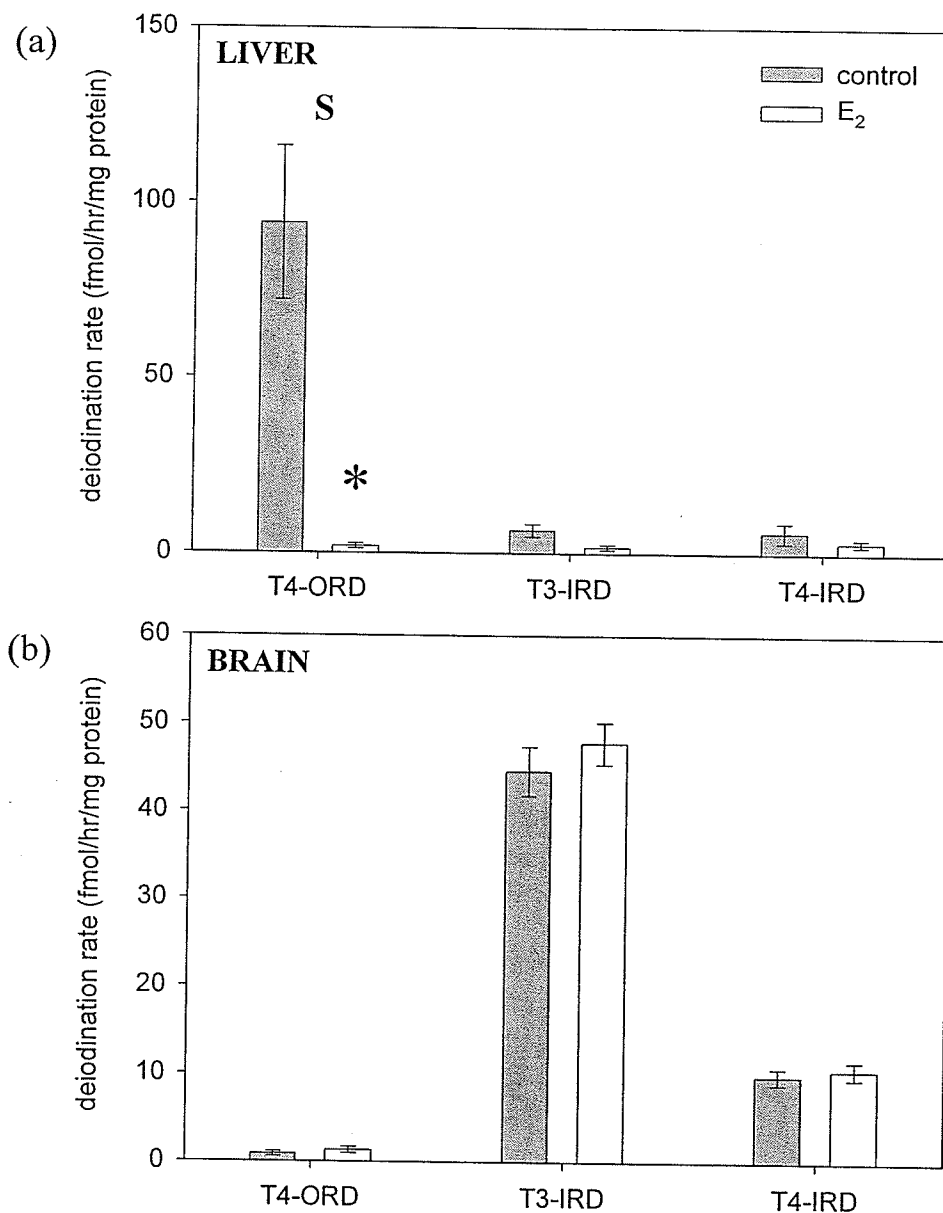 (a)
LIVER
S
control
E₂
150
100
50
0
*
deiodination rate (fmol/hr/mg protein)
T4-ORD T3-IRD T4-IRD
(b)
BRAIN
60
50
40
30
20
10
0
deiodination rate (fmol/hr/mg protein)
T4-ORD T3-IRD T4-IRD